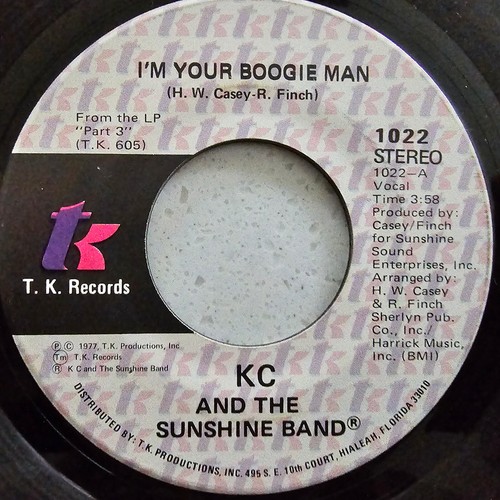 I'M YOUR BOOGIE MAN
(H. W. Casey-R. Finch)
From the LP
"Part 3"
(T.K. 605)
1022
STEREO
1022-A
Vocal
Time 3:58
Produced by:
Casey/Finch
for Sunshine
Sound
Enterprises, Inc.
Arranged by:
H. W. Casey
& R. Finch
Sherlyn Pub.
Co., Inc./
Harrick Music,
Inc. (BMI)
tk
T. K. Records
Ⓟ © 1977, T.K. Productions, Inc.
Tm T.K. Records
® K C and The Sunshine Band
KC
AND THE
SUNSHINE BAND®
DISTRIBUTED BY: T.K. PRODUCTIONS, INC. 495 S.E. 10th COURT, HIALEAH, FLORIDA 33010